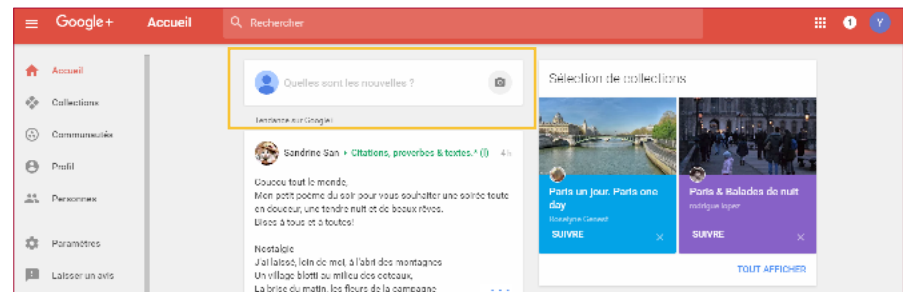 Google+ Accueil Rechercher 1 Y
Accueil
Collections
Communautés
Profil
Personnes
Paramètres
Laisser un avis
Quelles sont les nouvelles ?
Tendance sur Google+
Sandrine San ▸ Citations, proverbes & textes.* (l) 4 h
Coucou tout le monde,
Mon petit poème du soir pour vous souhaiter une soirée toute
en douceur, une tendre nuit et de beaux rêves.
Bises à tous et à toutes!
Nostalgie
J'ai laissé, loin de moi, à l'abri des montagnes
Un village blotti au milieu des coteaux,
La brise du matin, les fleurs de la campagne
Sélection de collections
Paris un jour. Paris one
day
Roselyne Genest
SUIVRE
Paris & Balades de nuit
rodrigue lopez
SUIVRE
TOUT AFFICHER